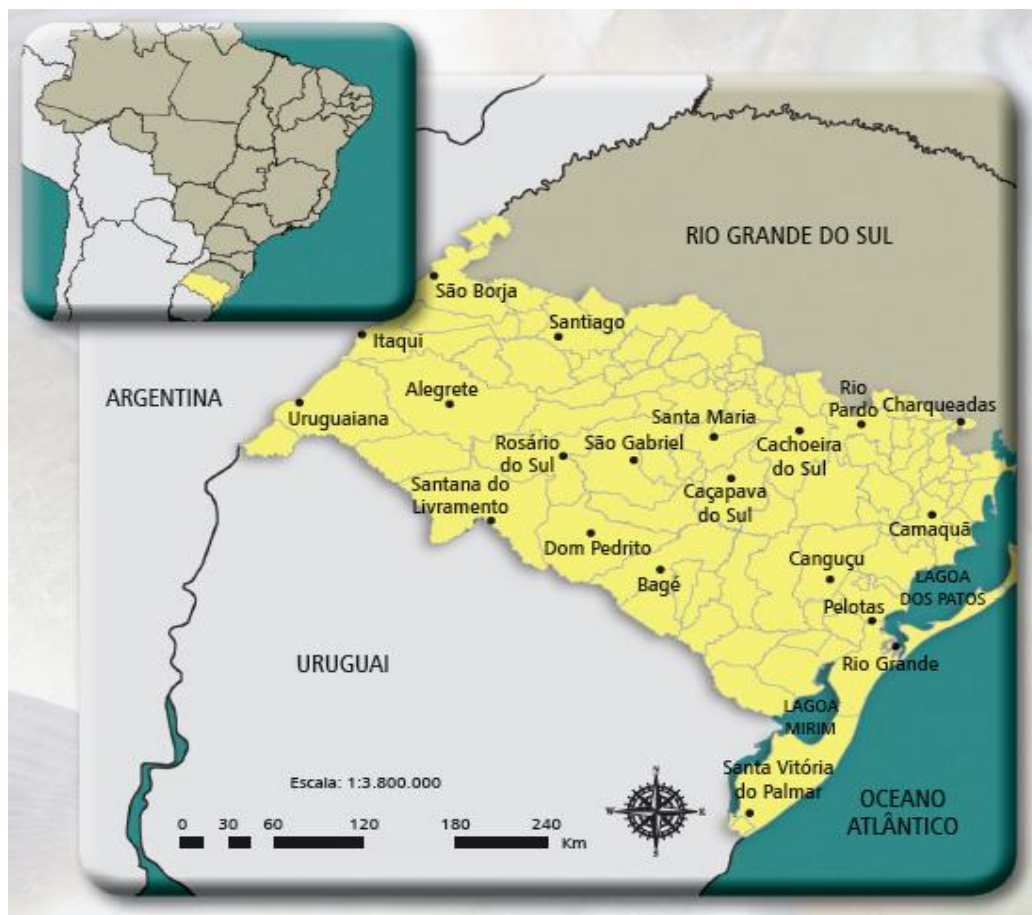 RIO GRANDE DO SUL
São Borja
Santiago
Itaqui
ARGENTINA
Alegrete
Uruguaiana
Rio
Pardo
Charqueadas
Santa Maria
Cachoeira
do Sul
Rosário
do Sul
São Gabriel
Santana do
Livramento
Caçapava
do Sul
Camaquã
Dom Pedrito
Canguçu
Bagé
LAGOA
DOS PATOS
Pelotas
URUGUAI
Rio Grande
LAGOA
MIRIM
Santa Vitória
do Palmar
OCEANO
ATLÂNTICO
Escala: 1:3.800.000
0 30 60 120 180 240
Km
N
S